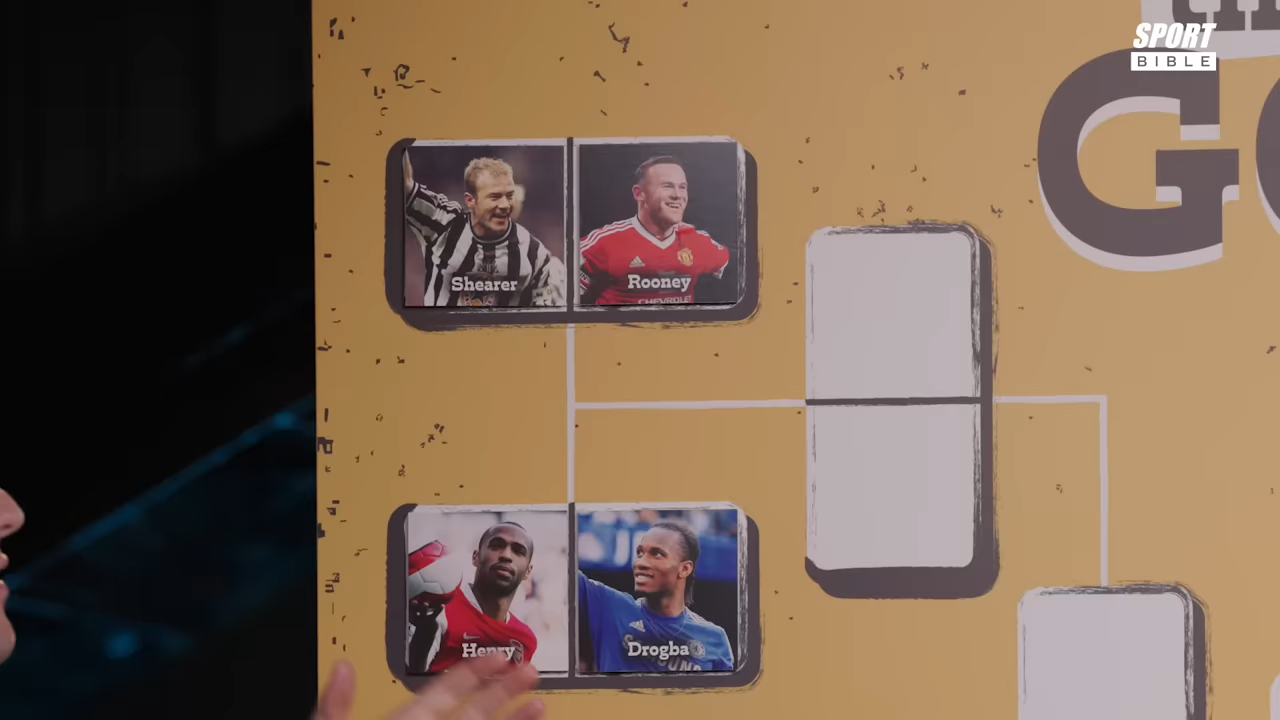 SPORT
BIBLE
G
Shearer
Rooney
CHEVROLET
Henry
Drogba